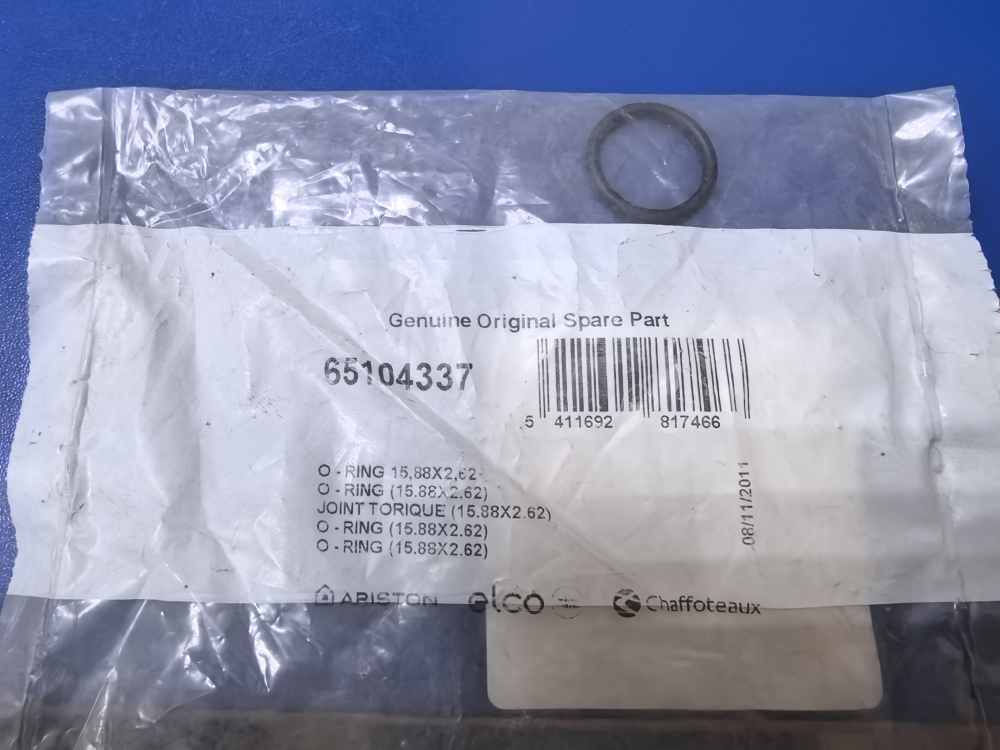 Genuine Original Spare Part
65104337
5 411692 817466
O - RING 15,88X2,62
O - RING (15.88X2.62)
JOINT TORIQUE (15.88X2.62)
O - RING (15.88X2.62)
O - RING (15.88X2.62)
08/11/2011
ARISTON elco Chaffoteaux